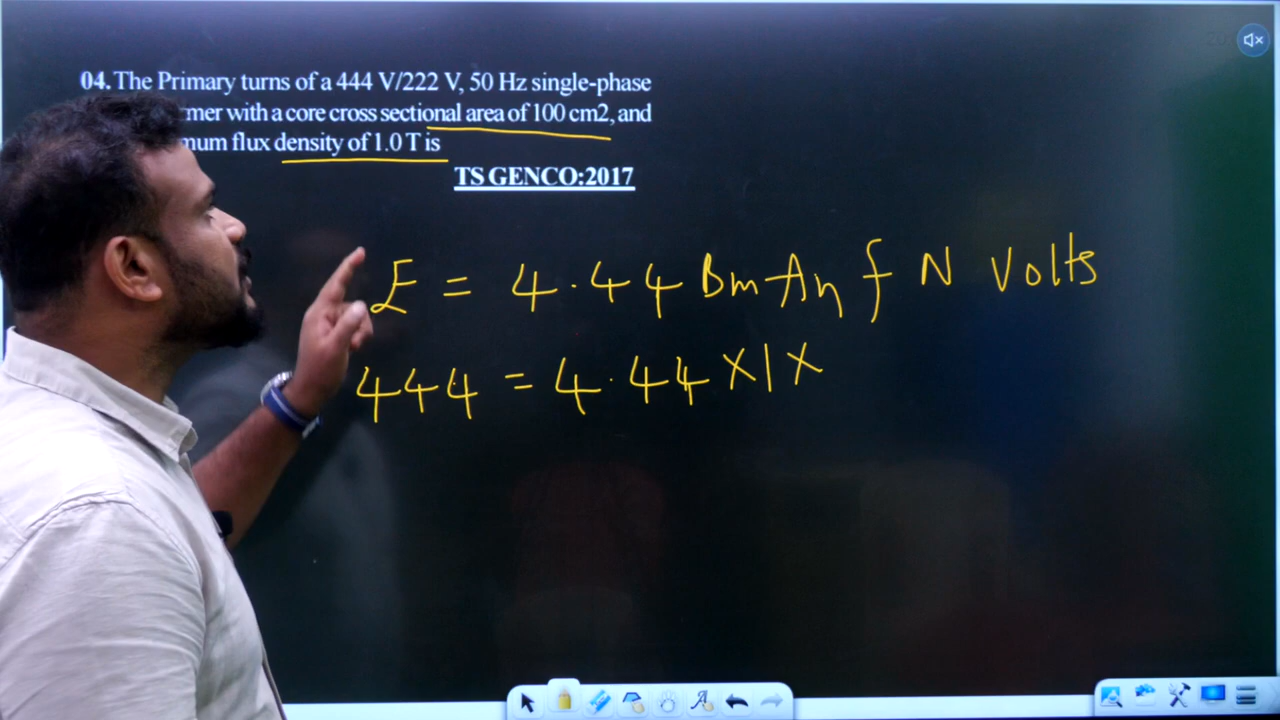 04. The Primary turns of a 444 V/222 V, 50 Hz single-phase
mer with a core cross sectional area of 100 cm2, and
mum flux density of 1.0 T is
TS GENCO:2017
E = 4.44 Bm An f N Volts
444 = 4.44 X 1 X